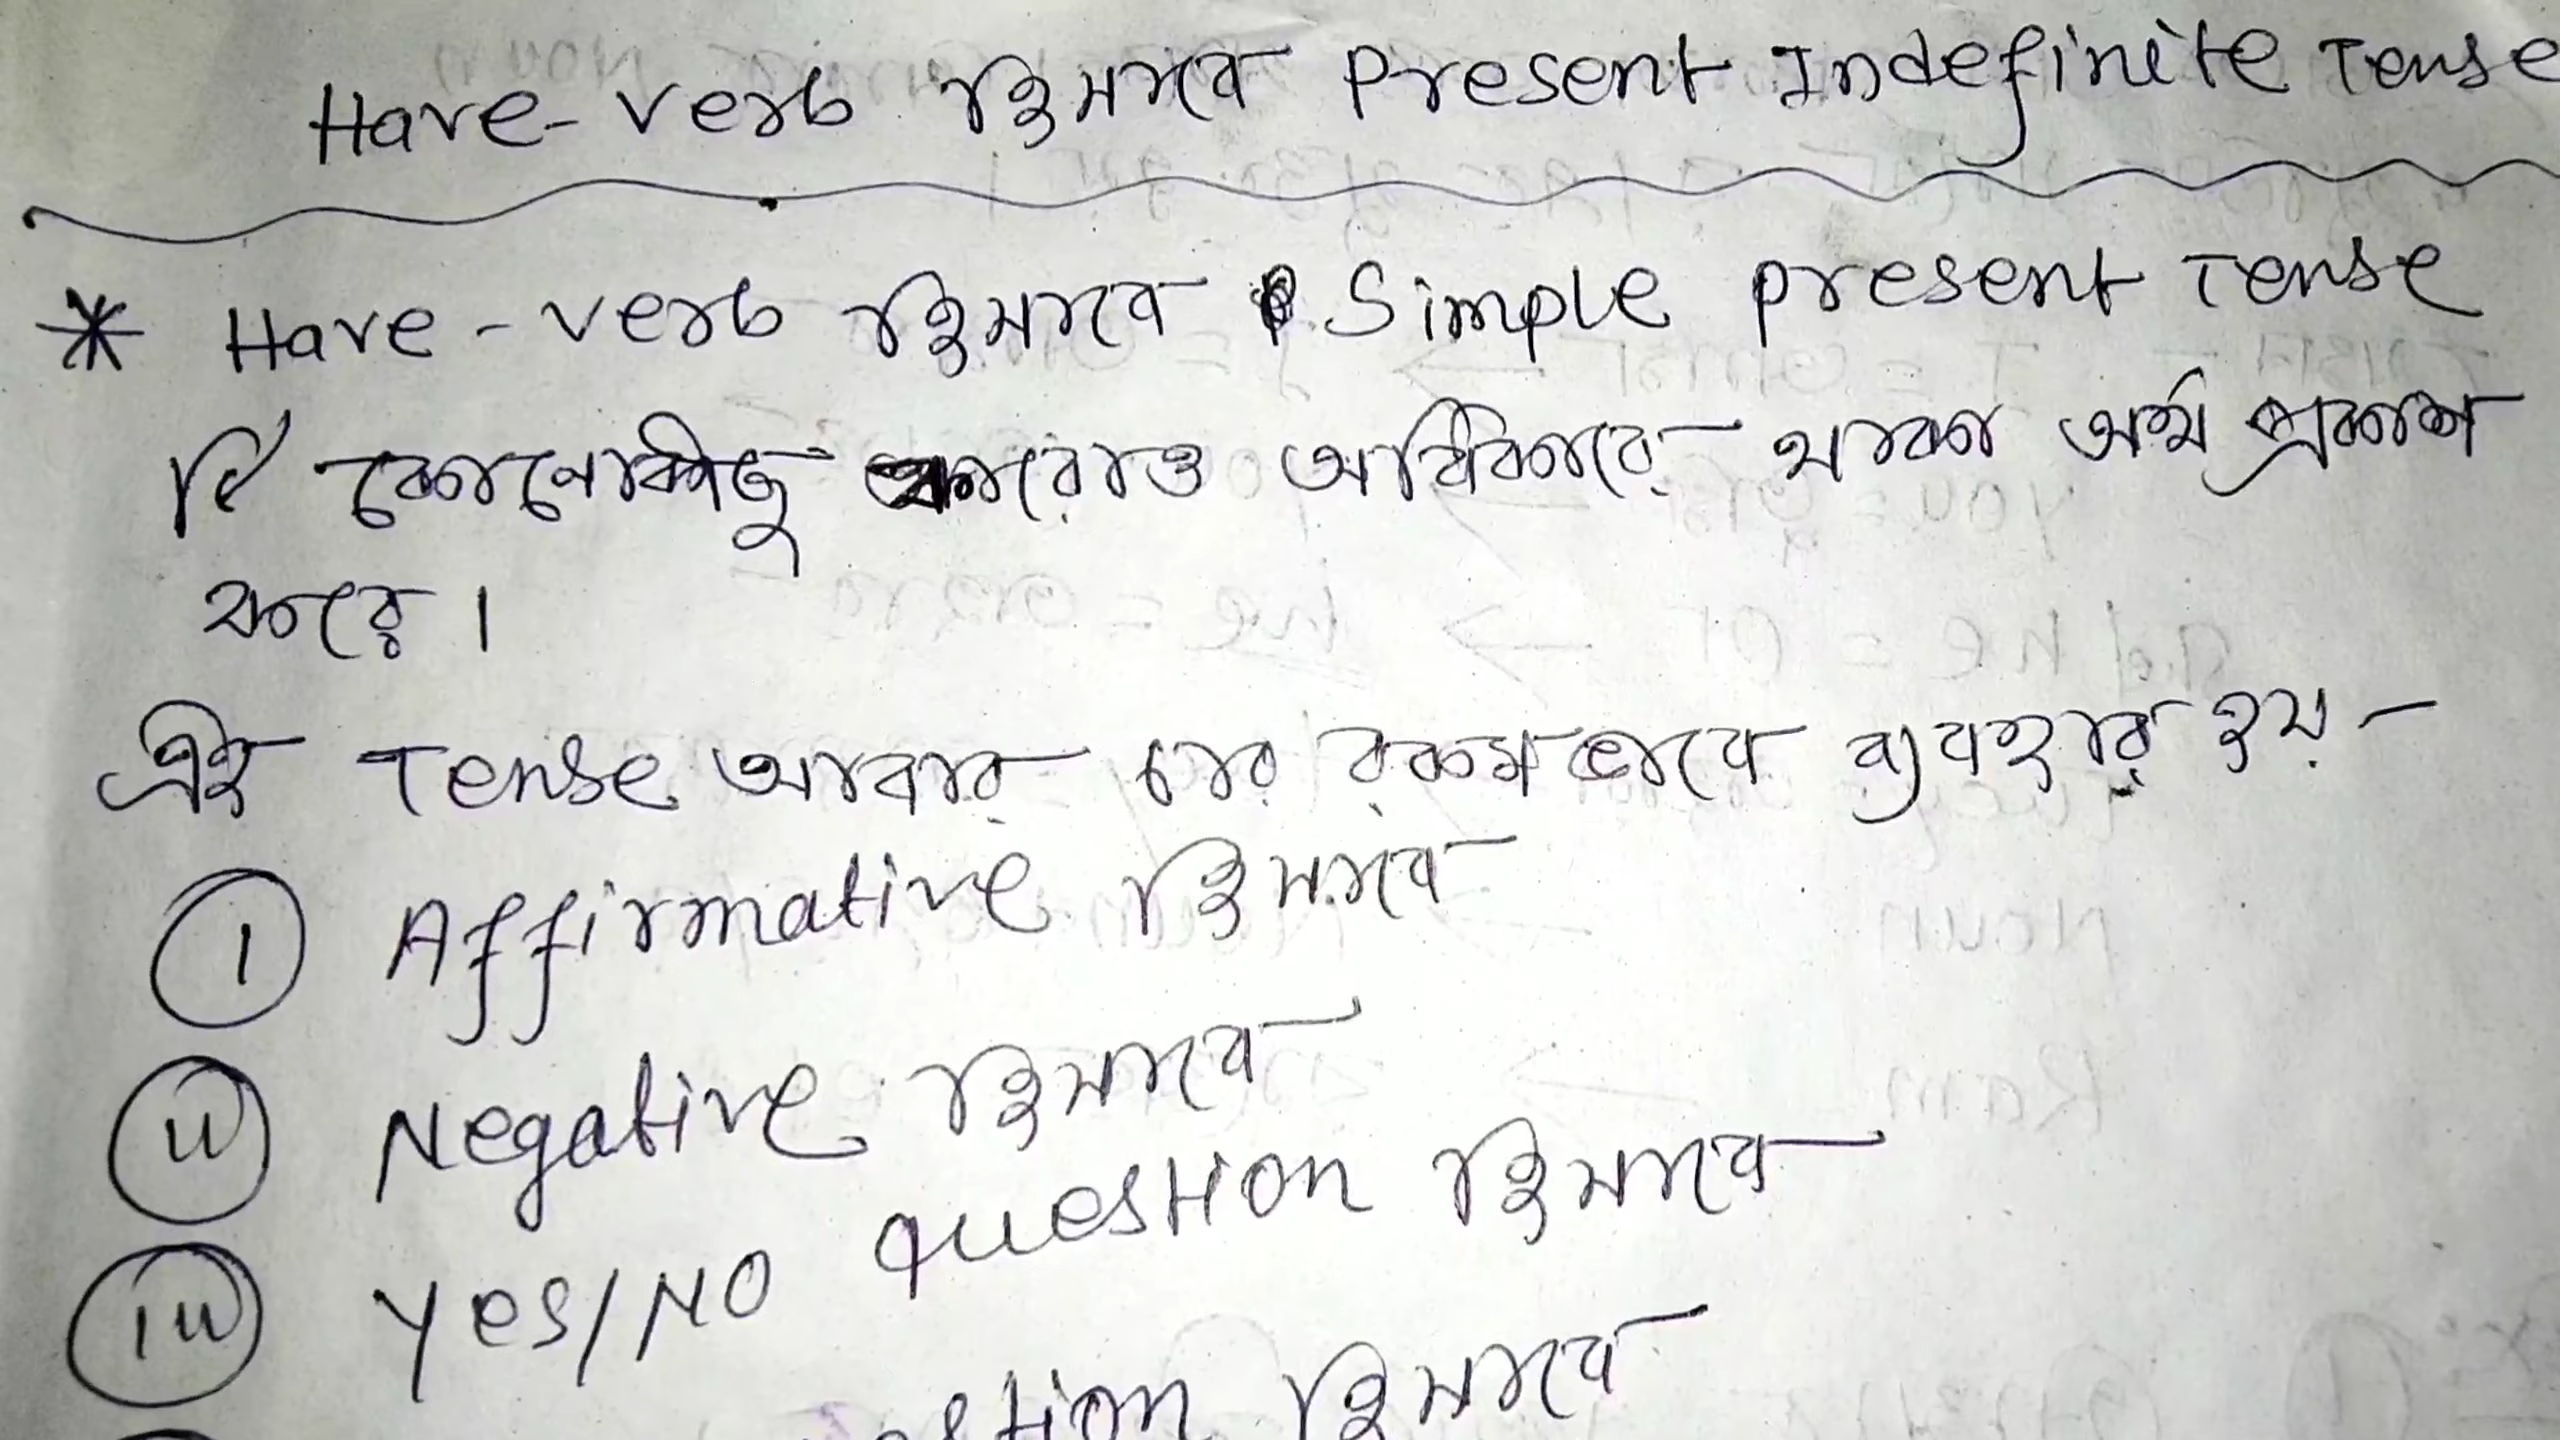 Have-verb হিসাবে Present Indefinite Tense
* Have-verb হিসাবে Simple present Tense
টি কোনোকিছু কারোও অধিকারে থাকা অর্থ প্রকাশ
করে।
এই Tense আবার চার রকমভাবে ব্যবহার হয়-
i Affirmative হিসাবে
ii Negative হিসাবে
iii Yes/NO question হিসাবে
হিসাবে